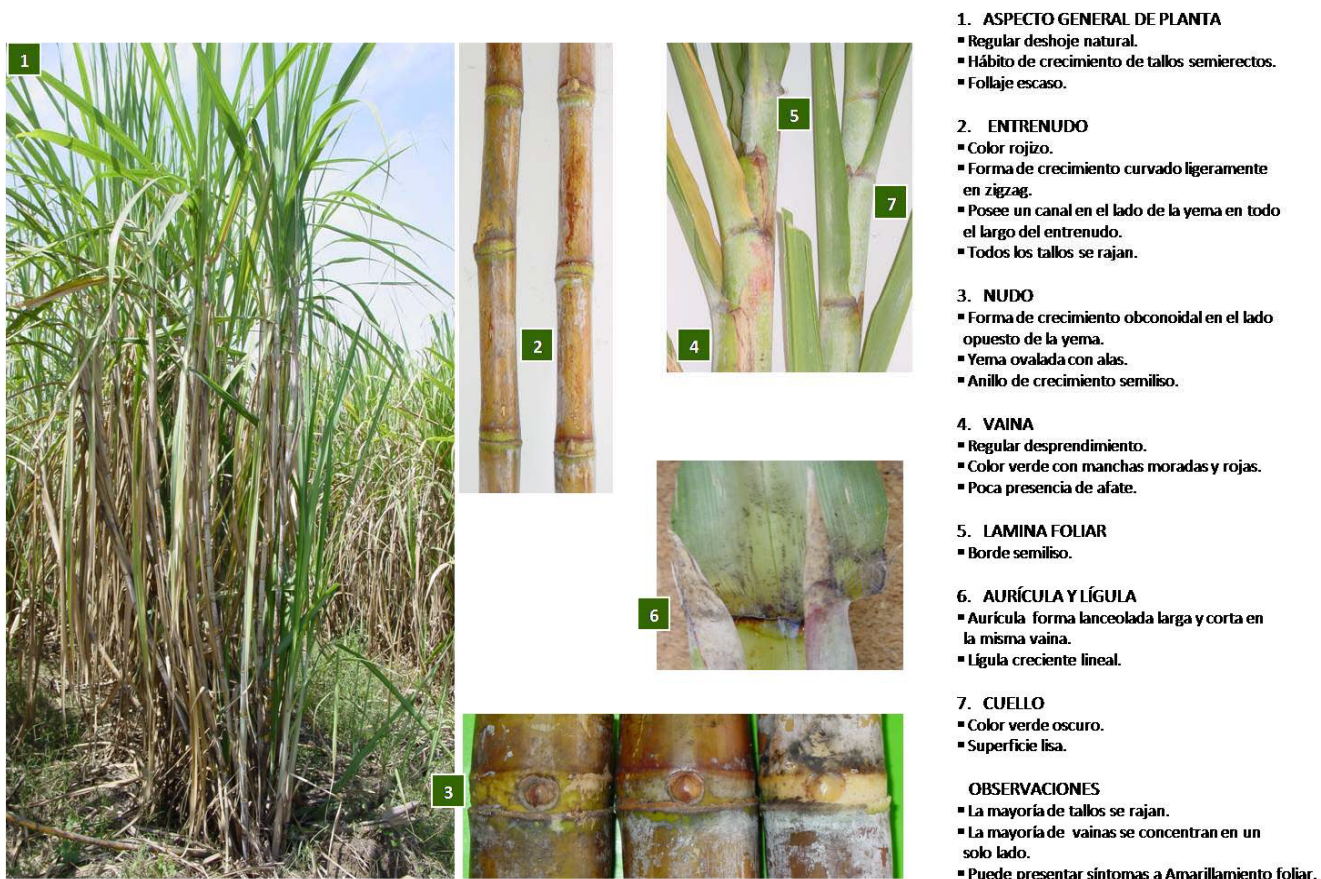 1. ASPECTO GENERAL DE PLANTA
▪ Regular deshoje natural.
▪ Hábito de crecimiento de tallos semierectos.
▪ Follaje escaso.
2. ENTRENUDO
▪ Color rojizo.
▪ Forma de crecimiento curvado ligeramente
en zigzag.
▪ Posee un canal en el lado de la yema en todo
el largo del entrenudo.
▪ Todos los tallos se rajan.
3. NUDO
▪ Forma de crecimiento obconoidal en el lado
opuesto de la yema.
▪ Yema ovalada con alas.
▪ Anillo de crecimiento semiliso.
4. VAINA
▪ Regular desprendimiento.
▪ Color verde con manchas moradas y rojas.
▪ Poca presencia de afate.
5. LAMINA FOLIAR
▪ Borde semiliso.
6. AURÍCULA Y LÍGULA
▪ Aurícula forma lanceolada larga y corta en
la misma vaina.
▪ Lígula creciente lineal.
7. CUELLO
▪ Color verde oscuro.
▪ Superficie lisa.
OBSERVACIONES
▪ La mayoría de tallos se rajan.
▪ La mayoría de vainas se concentran en un
solo lado.
▪ Puede presentar síntomas a Amarillamiento foliar.
1
2
3
4
5
6
7